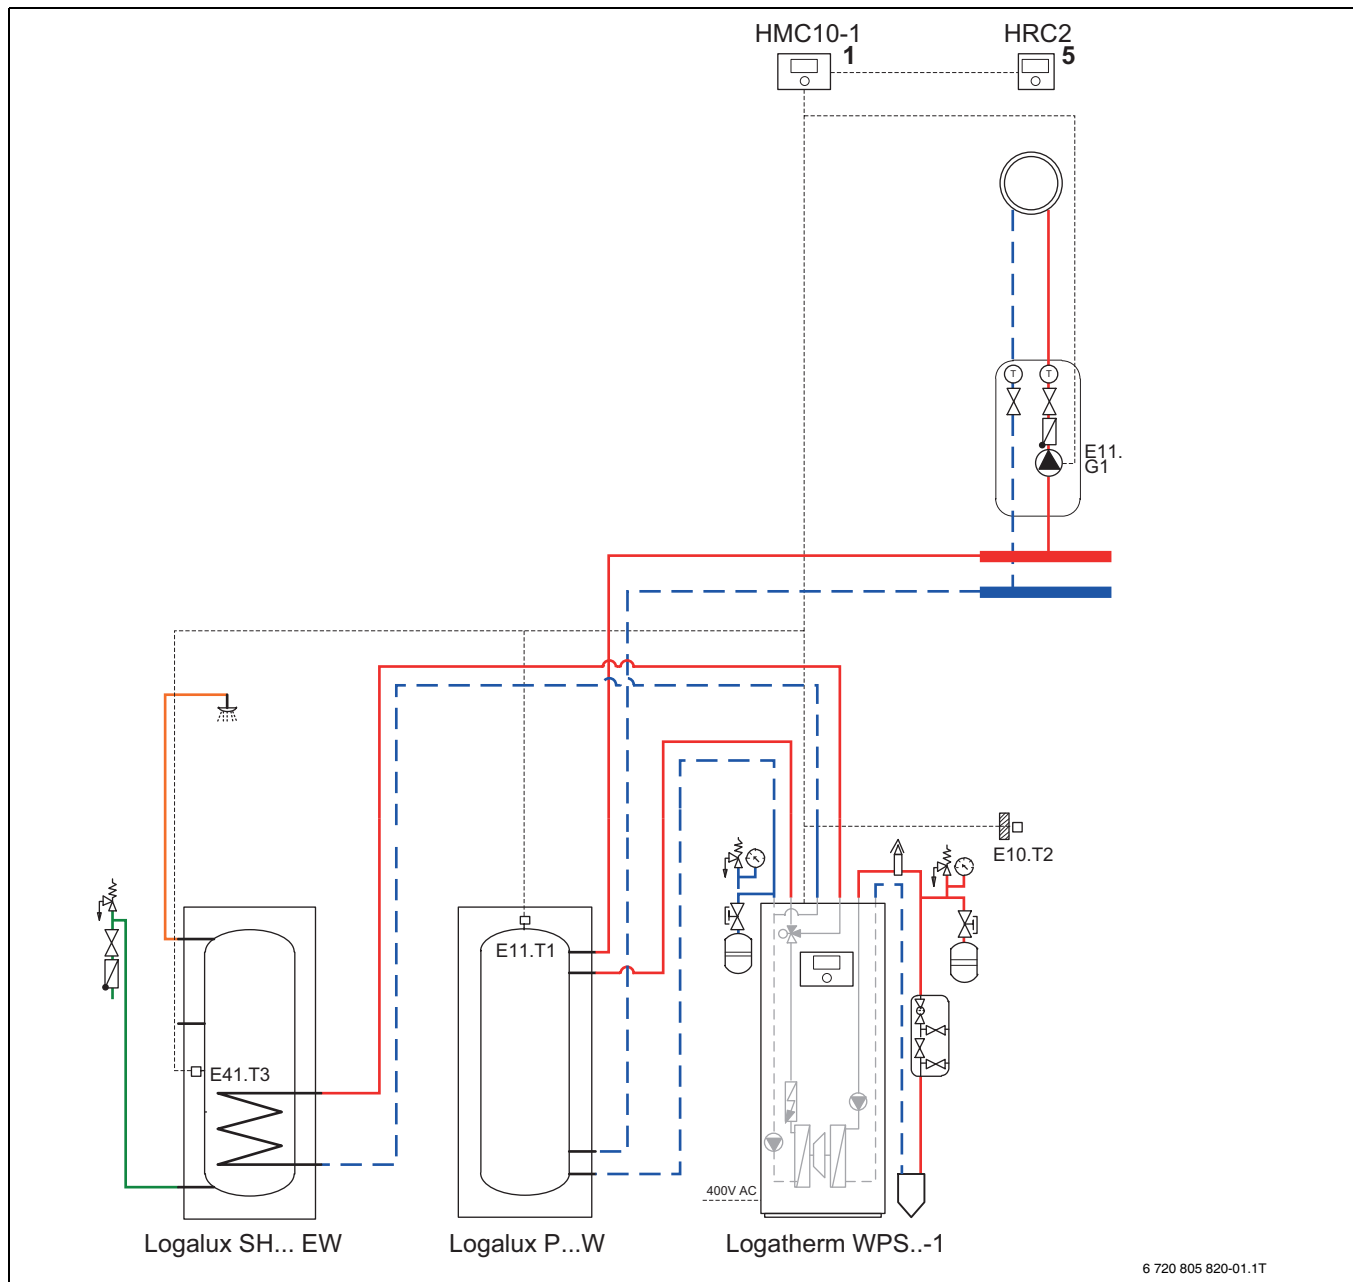 HMC10-1
1
HRC2
5
T
T
E11.
G1
E10.T2
E11.T1
E41.T3
400V AC
Logalux SH... EW
Logalux P...W
Logatherm WPS..-1
6 720 805 820-01.1T